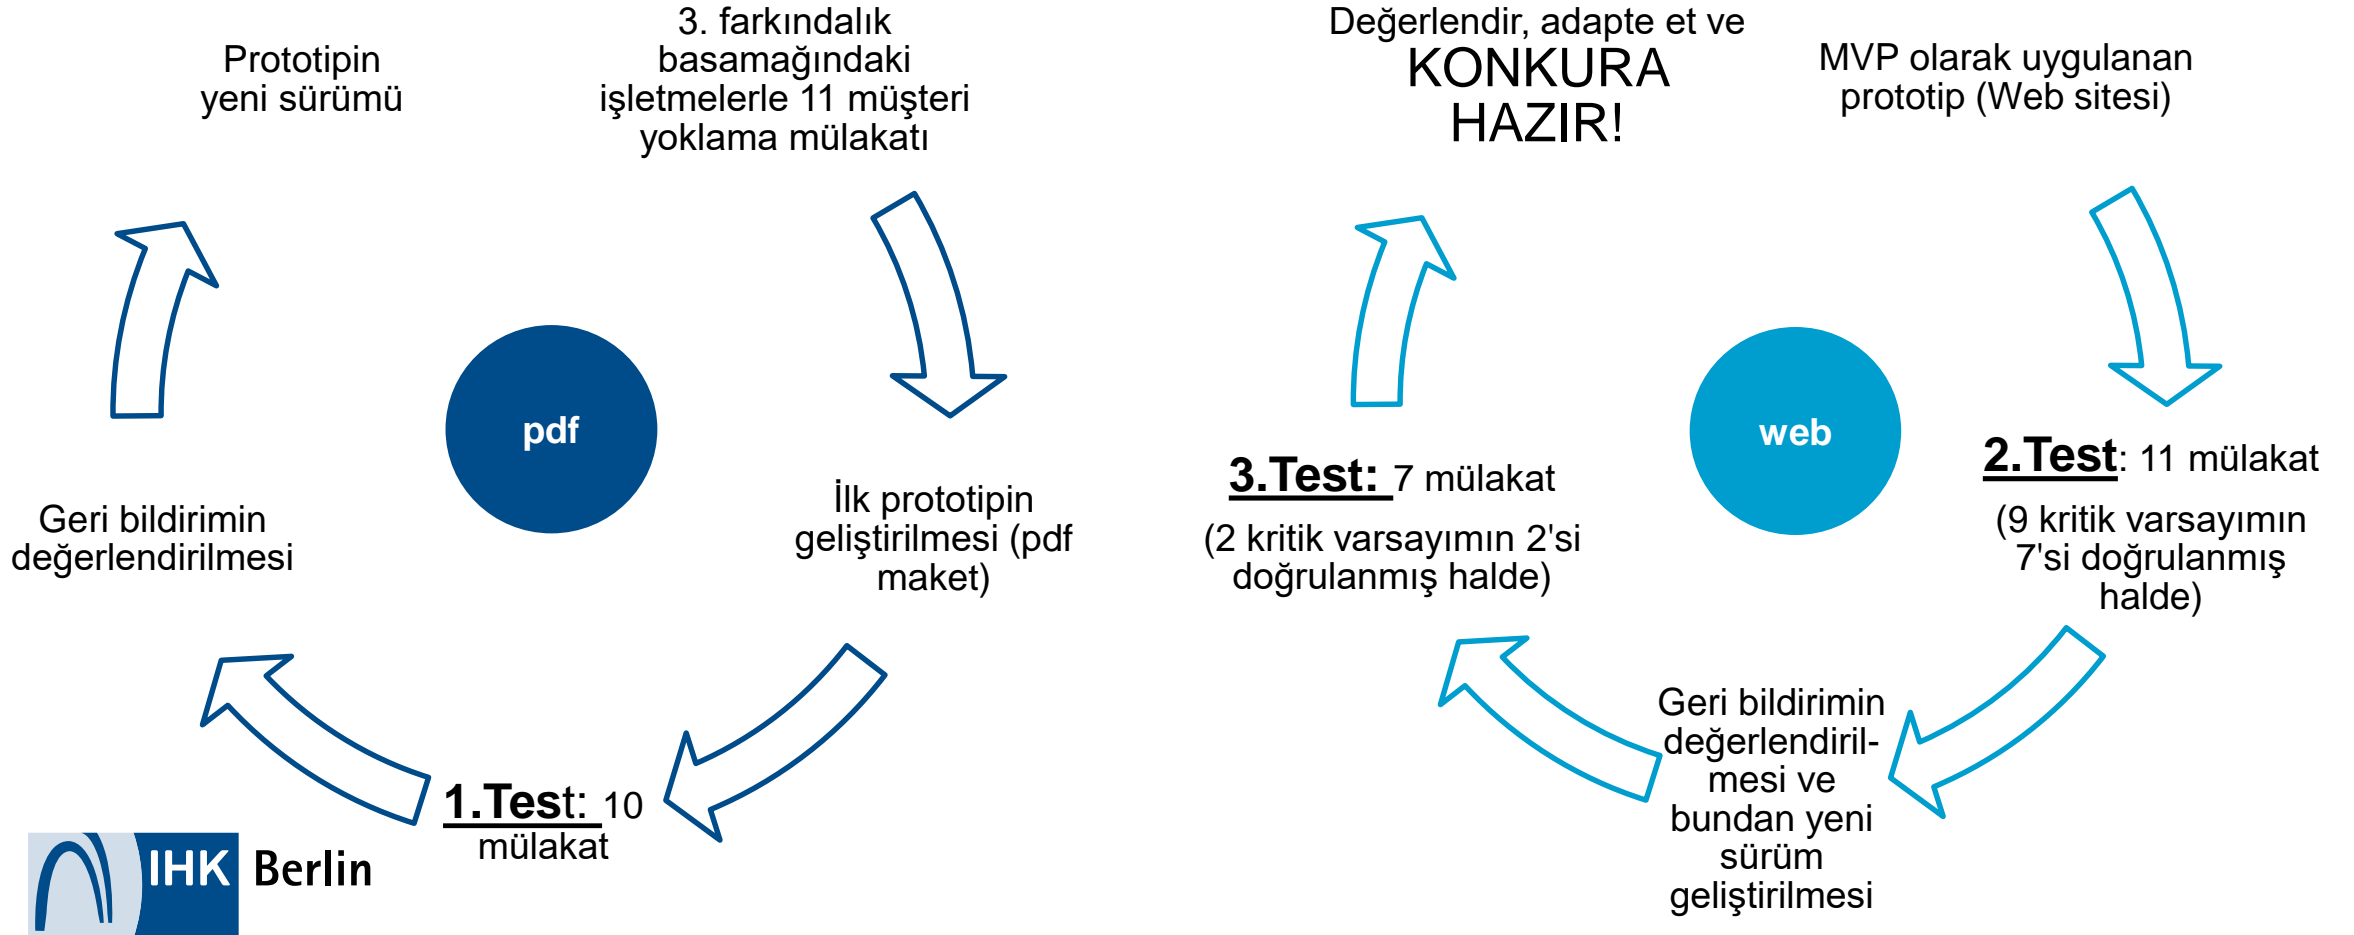 3. farkındalık
basamağındaki
işletmelerle 11 müşteri
yoklama mülakatı
İlk prototipin
geliştirilmesi (pdf
maket)
1.Test: 10
mülakat
Geri bildirimin
değerlendirilmesi
Prototipin
yeni sürümü
pdf
MVP olarak uygulanan
prototip (Web sitesi)
2.Test: 11 mülakat
(9 kritik varsayımın
7'si doğrulanmış
halde)
Geri bildirimin
değerlendiril-
mesi ve
bundan yeni
sürüm
geliştirilmesi
3.Test: 7 mülakat
(2 kritik varsayımın 2'si
doğrulanmış halde)
Değerlendir, adapte et ve
KONKURA
HAZIR!
web
IHK Berlin